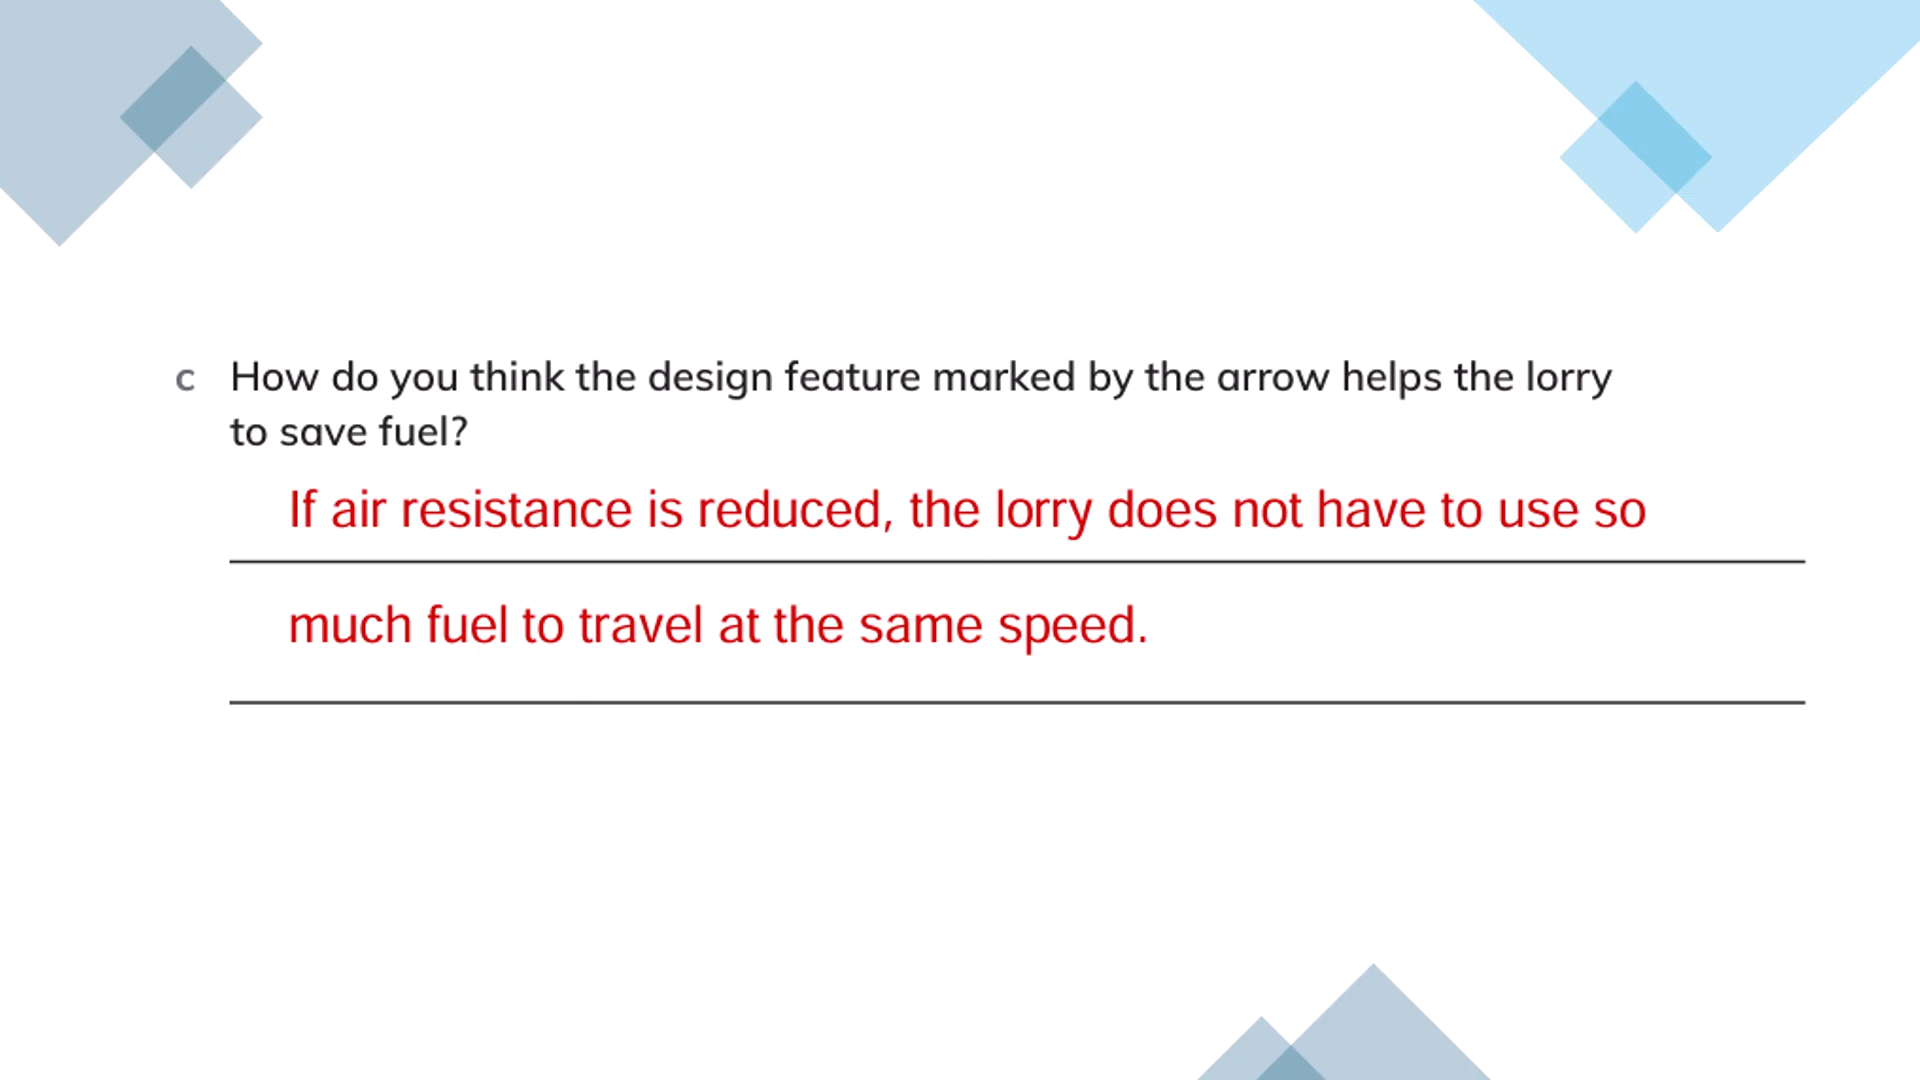 c How do you think the design feature marked by the arrow helps the lorry
to save fuel?
If air resistance is reduced, the lorry does not have to use so
much fuel to travel at the same speed.